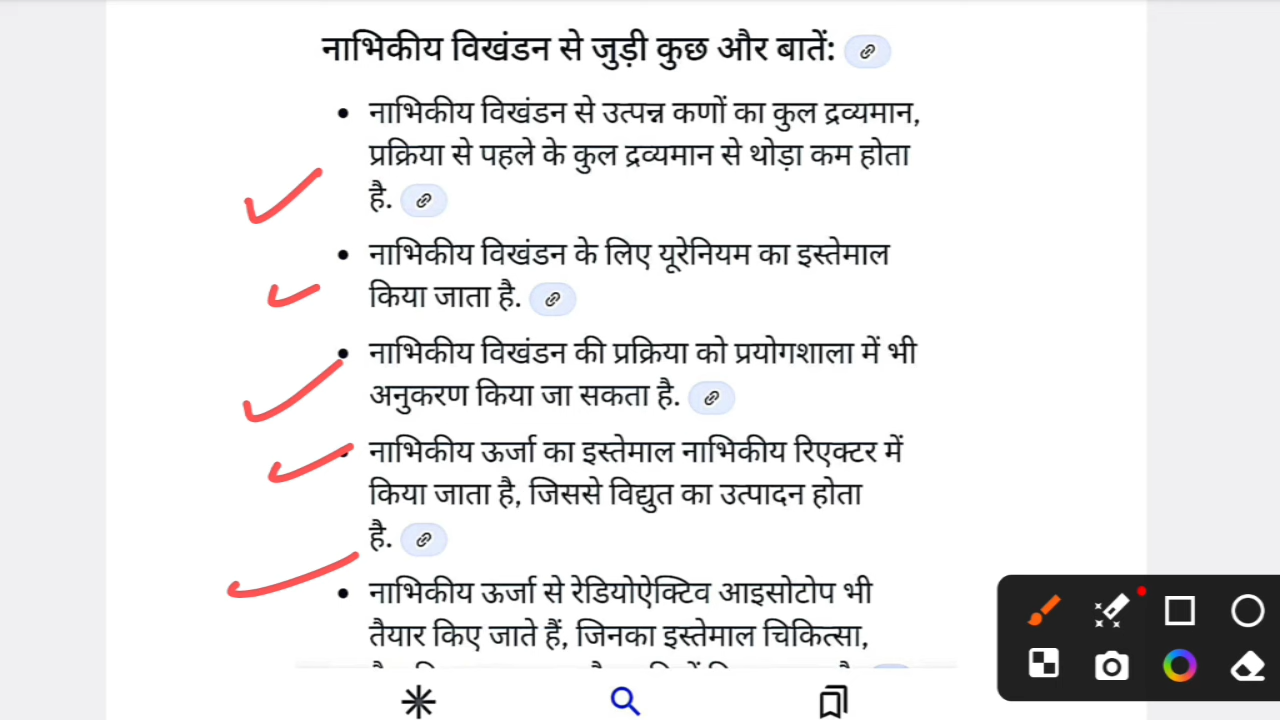 नाभिकीय विखंडन से जुड़ी कुछ और बातें:
नाभिकीय विखंडन से उत्पन्न कणों का कुल द्रव्यमान,
प्रक्रिया से पहले के कुल द्रव्यमान से थोड़ा कम होता
है.
नाभिकीय विखंडन के लिए यूरेनियम का इस्तेमाल
किया जाता है.
नाभिकीय विखंडन की प्रक्रिया को प्रयोगशाला में भी
अनुकरण किया जा सकता है.
नाभिकीय ऊर्जा का इस्तेमाल नाभिकीय रिएक्टर में
किया जाता है, जिससे विद्युत का उत्पादन होता
है.
नाभिकीय ऊर्जा से रेडियोऐक्टिव आइसोटोप भी
तैयार किए जाते हैं, जिनका इस्तेमाल चिकित्सा,